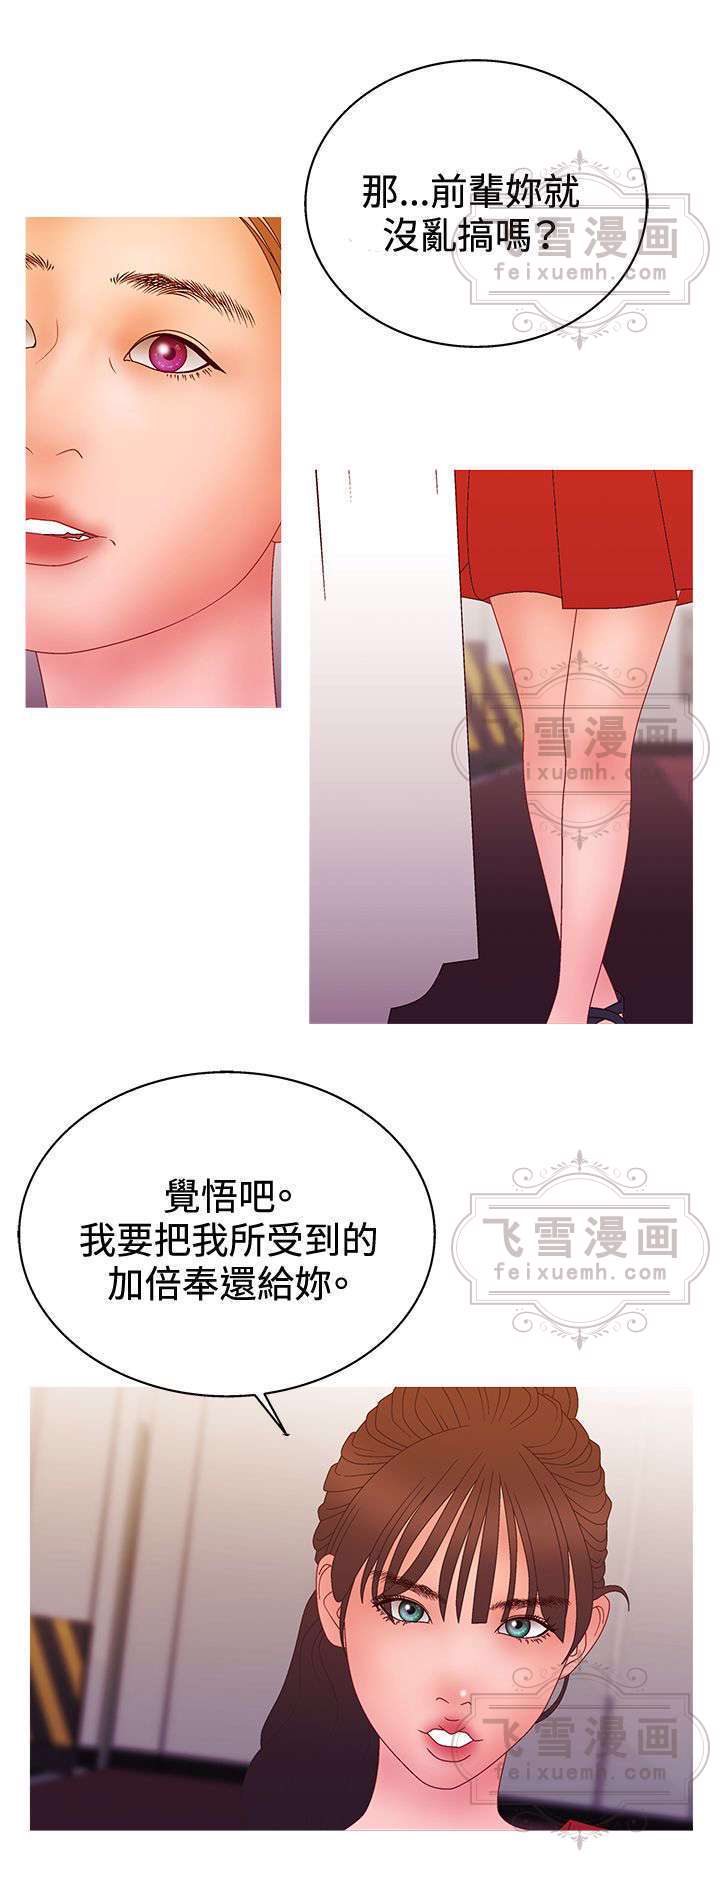 那...前輩妳就
沒亂搞嗎？
飞雪漫画
feixuemh.com
飞雪漫画
feixuemh.com
飞雪漫画
feixuemh.com
覺悟吧。
我要把我所受到的
加倍奉還給妳。
飞雪漫画
feixuemh.com